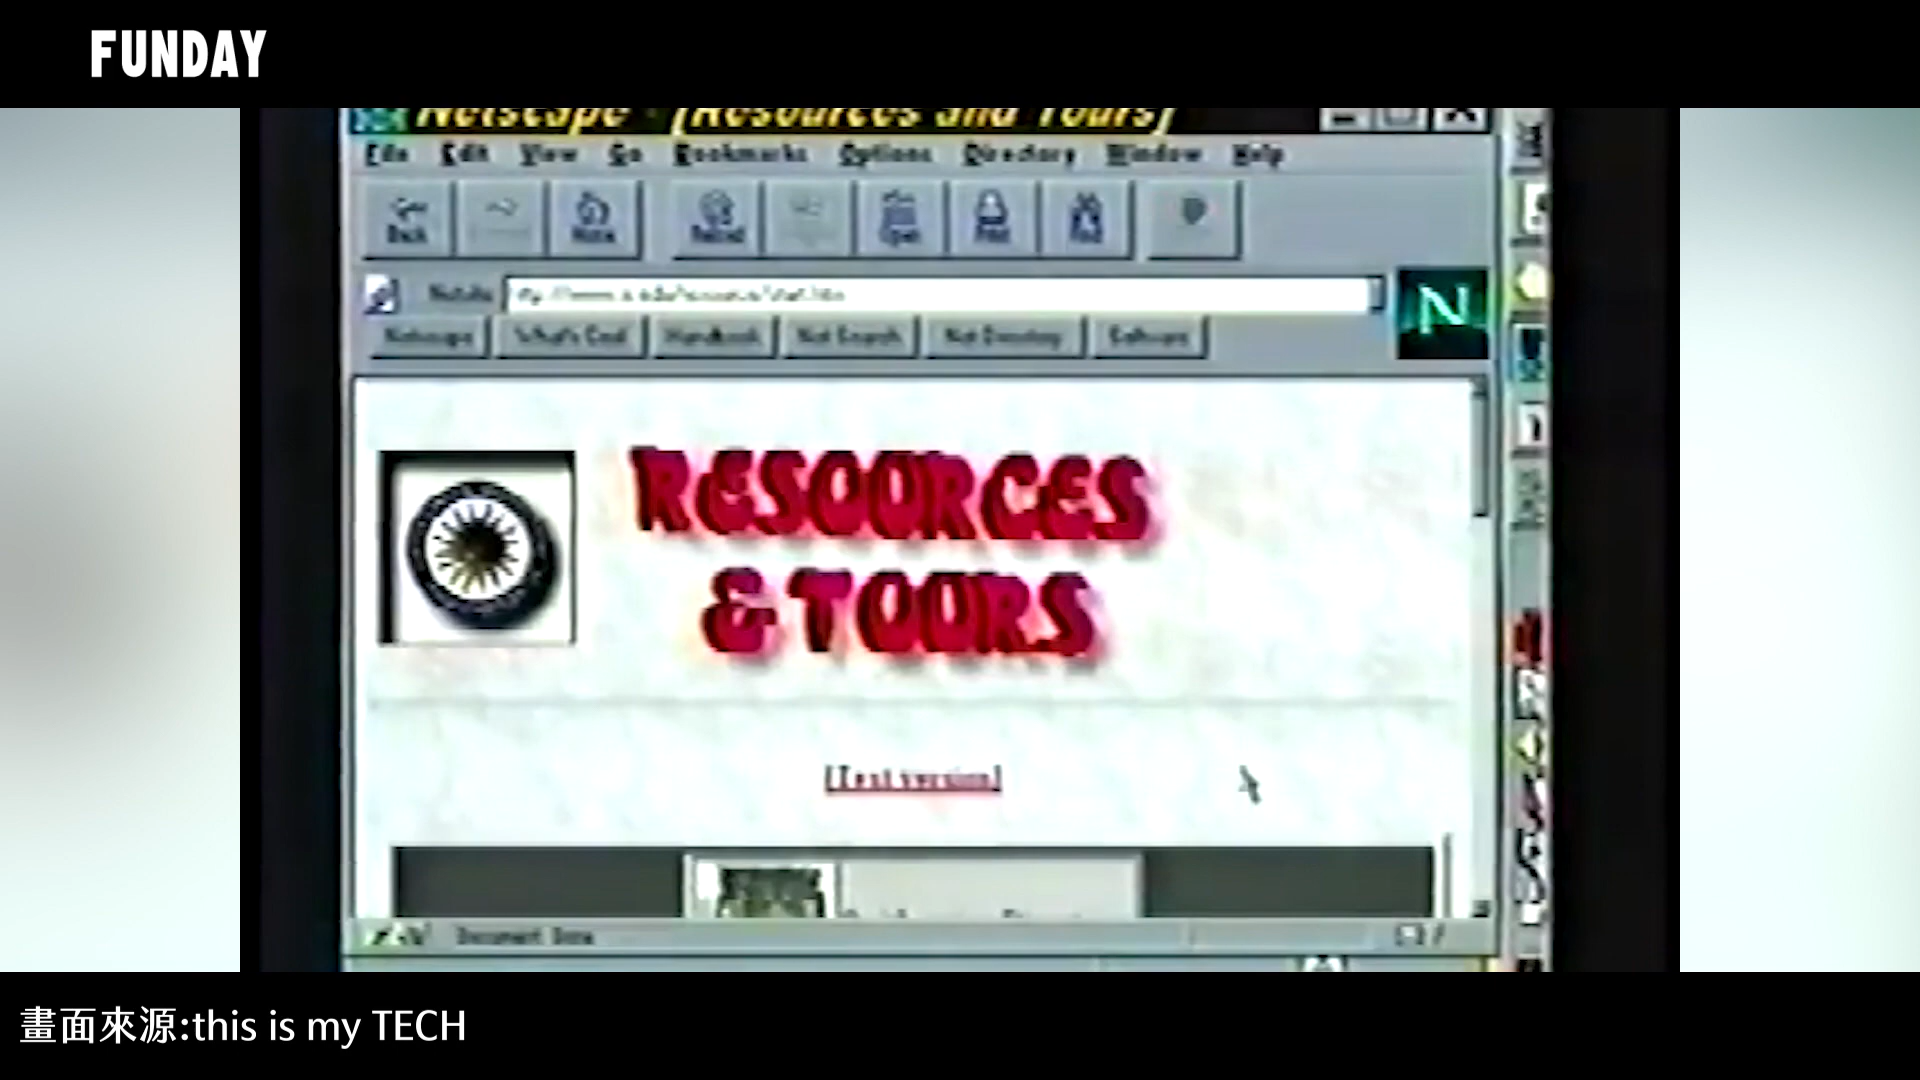 FUNDAY
Netscape - [Resources and Tours]
File Edit View Go Bookmarks Options Directory Window Help
Back Home Reload Open Print Find
Netscape What's Cool Handbook Net Search Net Directory Software
RESOURCES
& TOURS
[Text version]
Document Done
畫面來源:this is my TECH